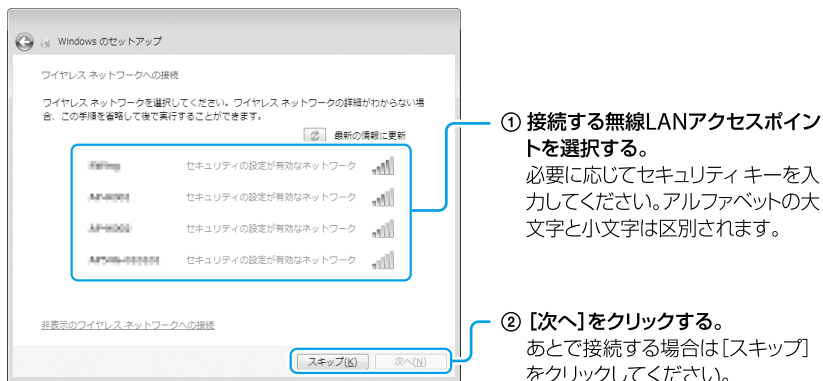 Windows のセットアップ
ワイヤレス ネットワークへの接続
ワイヤレス ネットワークを選択してください。ワイヤレス ネットワークの詳細がわからない場
合、この手順を省略して後で実行することができます。
最新の情報に更新
セキュリティの設定が有効なネットワーク
セキュリティの設定が有効なネットワーク
セキュリティの設定が有効なネットワーク
セキュリティの設定が有効なネットワーク
非表示のワイヤレス ネットワークへの接続
スキップ(K) 次へ(N)
① 接続する無線LANアクセスポイン
トを選択する。
必要に応じてセキュリティ キーを入
力してください。アルファベットの大
文字と小文字は区別されます。
② [次へ]をクリックする。
あとで接続する場合は[スキップ]
をクリックしてください。